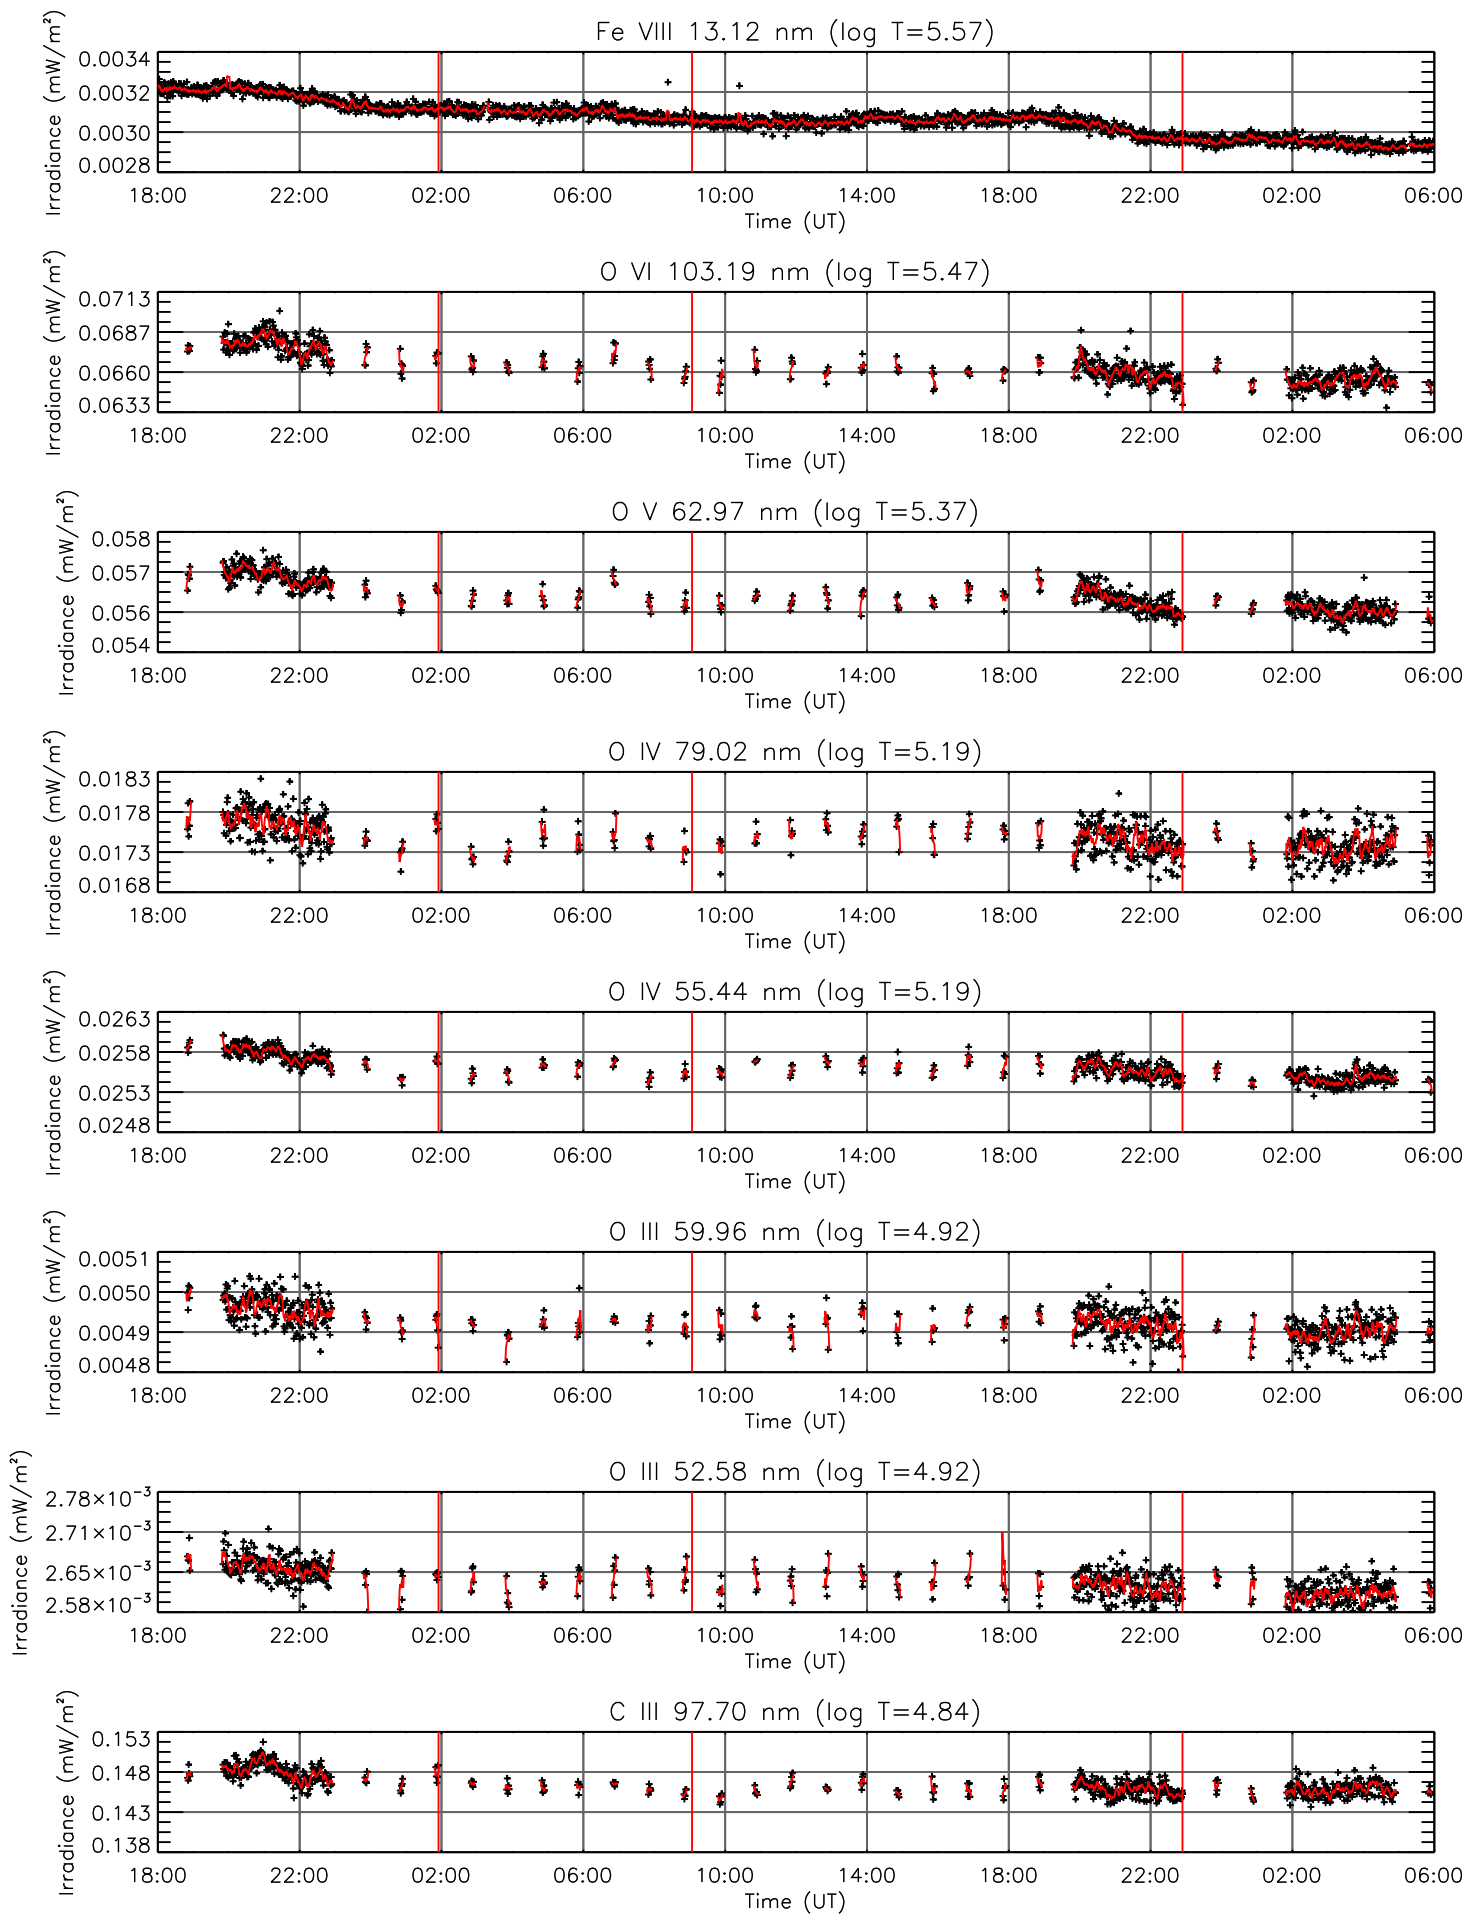 Fe VIII 13.12 nm (log T=5.57)
Irradiance (mW/m²)
0.0034
0.0032
0.0030
0.0028
18:00 22:00 02:00 06:00 10:00 14:00 18:00 22:00 02:00 06:00
Time (UT)
O VI 103.19 nm (log T=5.47)
Irradiance (mW/m²)
0.0713
0.0687
0.0660
0.0633
18:00 22:00 02:00 06:00 10:00 14:00 18:00 22:00 02:00 06:00
Time (UT)
O V 62.97 nm (log T=5.37)
Irradiance (mW/m²)
0.058
0.057
0.056
0.054
18:00 22:00 02:00 06:00 10:00 14:00 18:00 22:00 02:00 06:00
Time (UT)
O IV 79.02 nm (log T=5.19)
Irradiance (mW/m²)
0.0183
0.0178
0.0173
0.0168
18:00 22:00 02:00 06:00 10:00 14:00 18:00 22:00 02:00 06:00
Time (UT)
O IV 55.44 nm (log T=5.19)
Irradiance (mW/m²)
0.0263
0.0258
0.0253
0.0248
18:00 22:00 02:00 06:00 10:00 14:00 18:00 22:00 02:00 06:00
Time (UT)
O III 59.96 nm (log T=4.92)
Irradiance (mW/m²)
0.0051
0.0050
0.0049
0.0048
18:00 22:00 02:00 06:00 10:00 14:00 18:00 22:00 02:00 06:00
Time (UT)
O III 52.58 nm (log T=4.92)
Irradiance (mW/m²)
2.78×10⁻³
2.71×10⁻³
2.65×10⁻³
2.58×10⁻³
18:00 22:00 02:00 06:00 10:00 14:00 18:00 22:00 02:00 06:00
Time (UT)
C III 97.70 nm (log T=4.84)
Irradiance (mW/m²)
0.153
0.148
0.143
0.138
18:00 22:00 02:00 06:00 10:00 14:00 18:00 22:00 02:00 06:00
Time (UT)